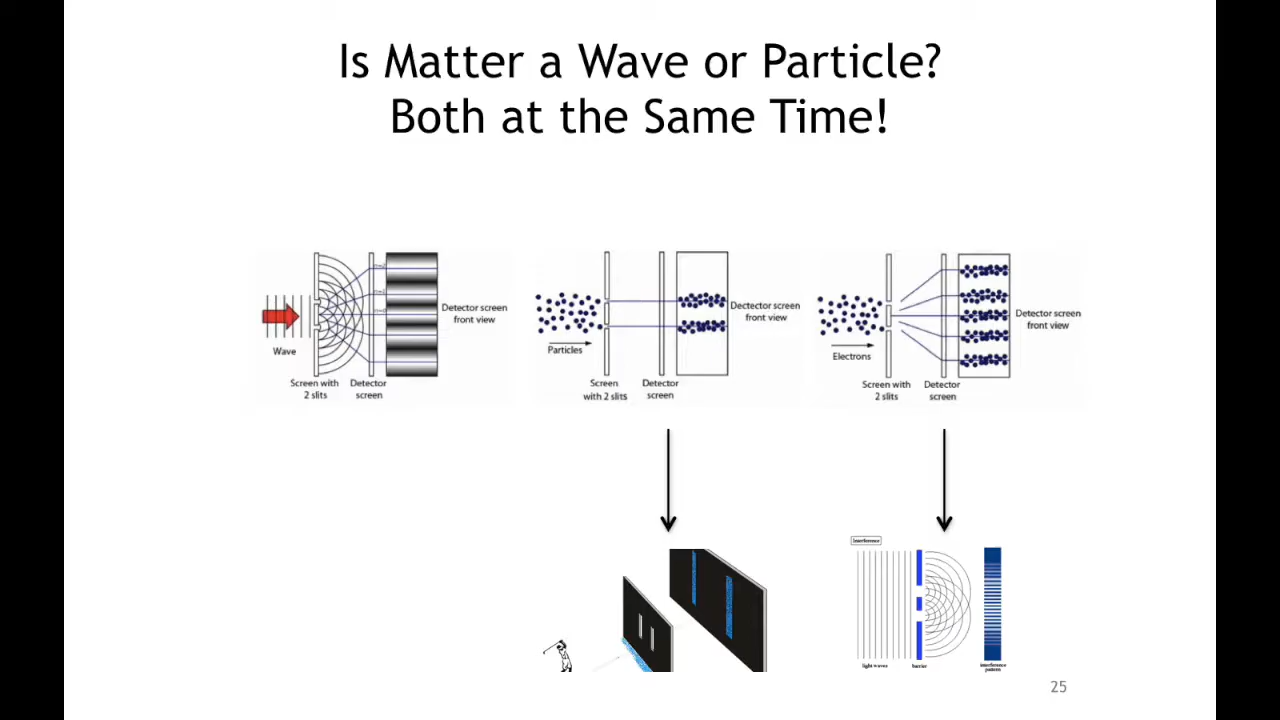 Is Matter a Wave or Particle?
Both at the Same Time!
Wave
Screen with
2 slits
Detector
screen
Detector screen
front view
Particles
Screen
with 2 slits
Detector
screen
Dectector screen
front view
Electrons
Screen with
2 slits
Detector
screen
Detector screen
front view
interference
light waves
barrier
interference
pattern
25